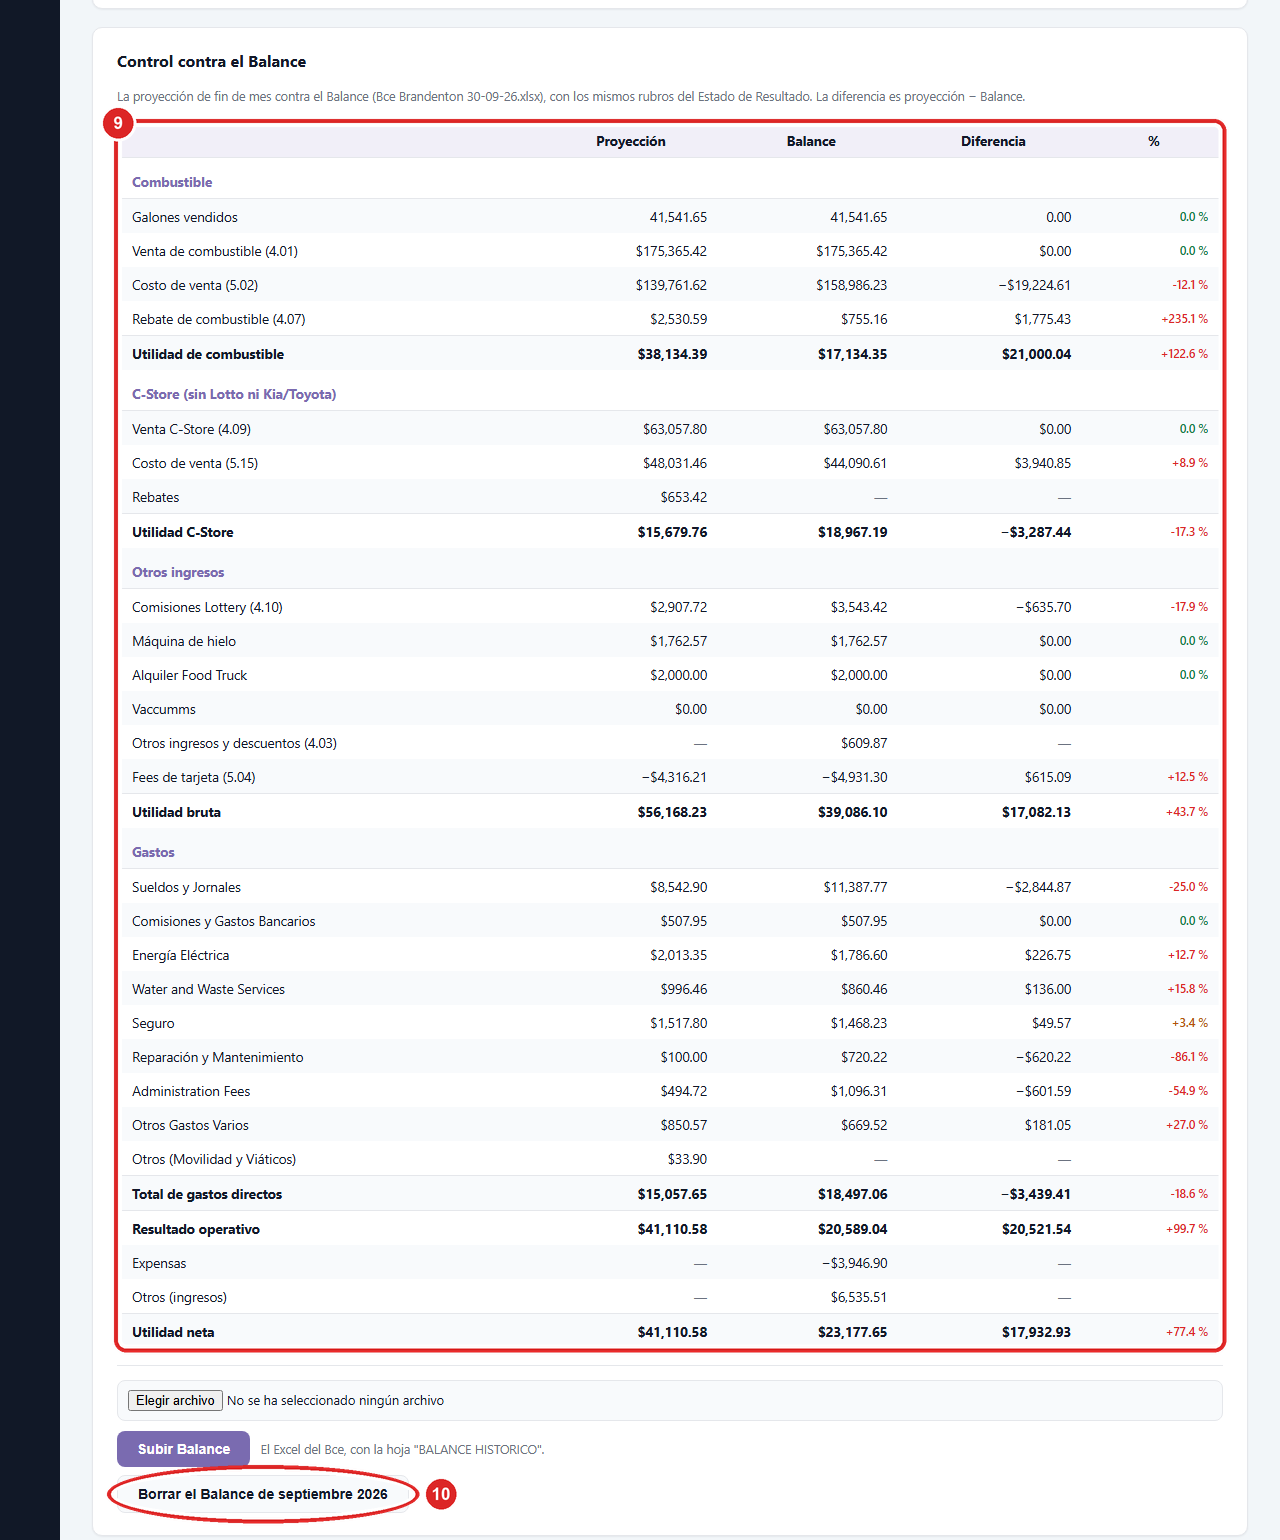 Control contra el Balance
La proyección de fin de mes contra el Balance (Bce Brandenton 30-09-26.xlsx), con los mismos rubros del Estado de Resultado. La diferencia es proyección − Balance.
9
Proyección Balance Diferencia %
Combustible
Galones vendidos 41,541.65 41,541.65 0.00 0.0 %
Venta de combustible (4.01) $175,365.42 $175,365.42 $0.00 0.0 %
Costo de venta (5.02) $139,761.62 $158,986.23 −$19,224.61 -12.1 %
Rebate de combustible (4.07) $2,530.59 $755.16 $1,775.43 +235.1 %
Utilidad de combustible $38,134.39 $17,134.35 $21,000.04 +122.6 %
C-Store (sin Lotto ni Kia/Toyota)
Venta C-Store (4.09) $63,057.80 $63,057.80 $0.00 0.0 %
Costo de venta (5.15) $48,031.46 $44,090.61 $3,940.85 +8.9 %
Rebates $653.42 — —
Utilidad C-Store $15,679.76 $18,967.19 −$3,287.44 -17.3 %
Otros ingresos
Comisiones Lottery (4.10) $2,907.72 $3,543.42 −$635.70 -17.9 %
Máquina de hielo $1,762.57 $1,762.57 $0.00 0.0 %
Alquiler Food Truck $2,000.00 $2,000.00 $0.00 0.0 %
Vaccumms $0.00 $0.00 $0.00
Otros ingresos y descuentos (4.03) — $609.87 —
Fees de tarjeta (5.04) −$4,316.21 −$4,931.30 $615.09 +12.5 %
Utilidad bruta $56,168.23 $39,086.10 $17,082.13 +43.7 %
Gastos
Sueldos y Jornales $8,542.90 $11,387.77 −$2,844.87 -25.0 %
Comisiones y Gastos Bancarios $507.95 $507.95 $0.00 0.0 %
Energía Eléctrica $2,013.35 $1,786.60 $226.75 +12.7 %
Water and Waste Services $996.46 $860.46 $136.00 +15.8 %
Seguro $1,517.80 $1,468.23 $49.57 +3.4 %
Reparación y Mantenimiento $100.00 $720.22 −$620.22 -86.1 %
Administration Fees $494.72 $1,096.31 −$601.59 -54.9 %
Otros Gastos Varios $850.57 $669.52 $181.05 +27.0 %
Otros (Movilidad y Viáticos) $33.90 — —
Total de gastos directos $15,057.65 $18,497.06 −$3,439.41 -18.6 %
Resultado operativo $41,110.58 $20,589.04 $20,521.54 +99.7 %
Expensas — −$3,946.90 —
Otros (ingresos) — $6,535.51 —
Utilidad neta $41,110.58 $23,177.65 $17,932.93 +77.4 %
Elegir archivo No se ha seleccionado ningún archivo
Subir Balance El Excel del Bce, con la hoja "BALANCE HISTORICO".
Borrar el Balance de septiembre 2026 10